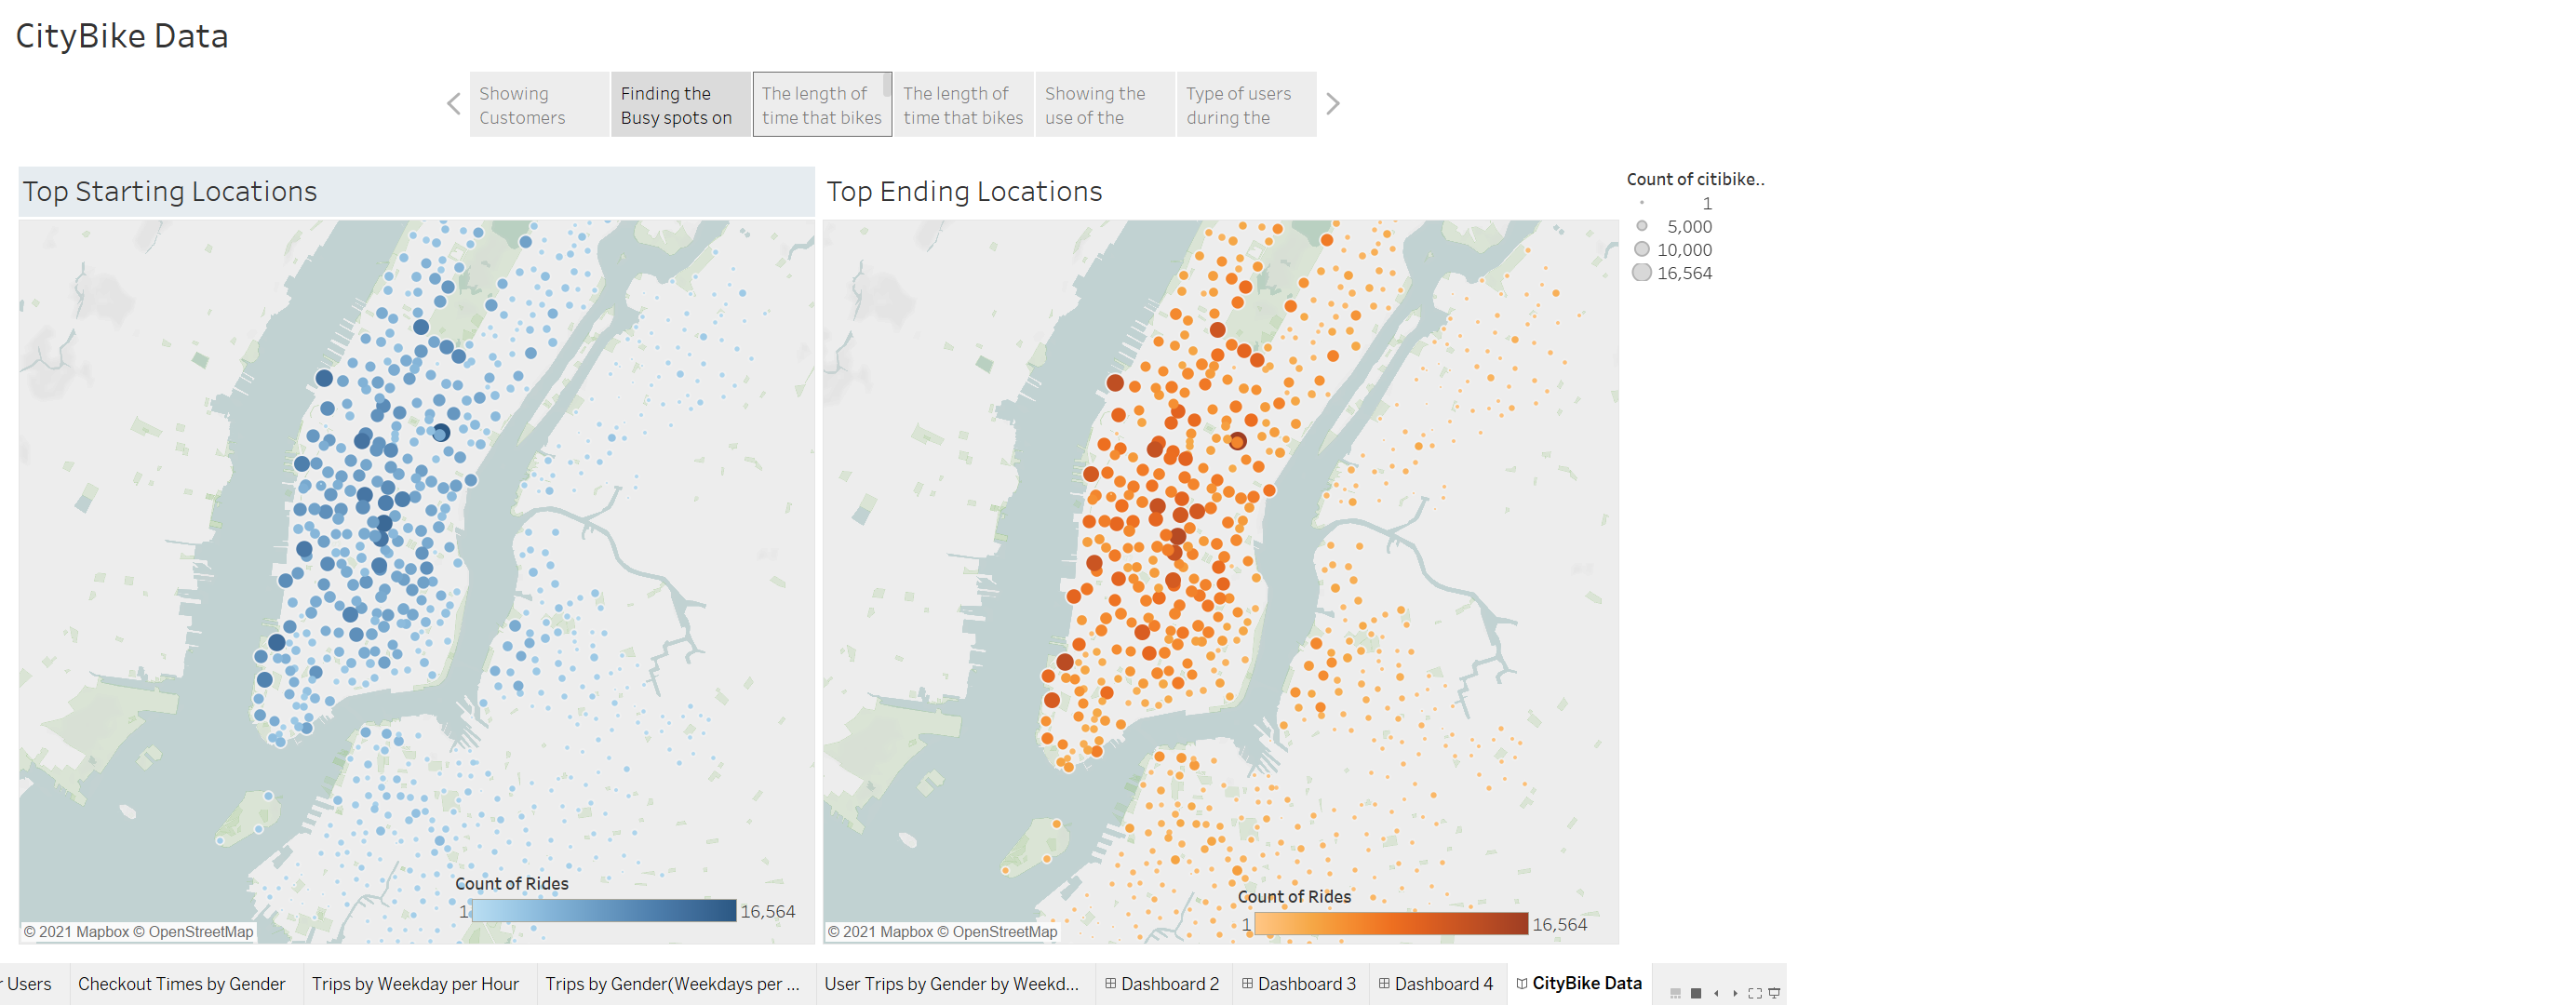 CityBike Data
Showing
Customers
Finding the
Busy spots on
The length of
time that bikes
The length of
time that bikes
Showing the
use of the
Type of users
during the
Top Starting Locations
Top Ending Locations
Count of citibike..
1
5,000
10,000
16,564
Count of Rides
1
16,564
© 2021 Mapbox © OpenStreetMap
Count of Rides
1
16,564
© 2021 Mapbox © OpenStreetMap
r Users
Checkout Times by Gender
Trips by Weekday per Hour
Trips by Gender(Weekdays per ...
User Trips by Gender by Weekd...
Dashboard 2
Dashboard 3
Dashboard 4
CityBike Data